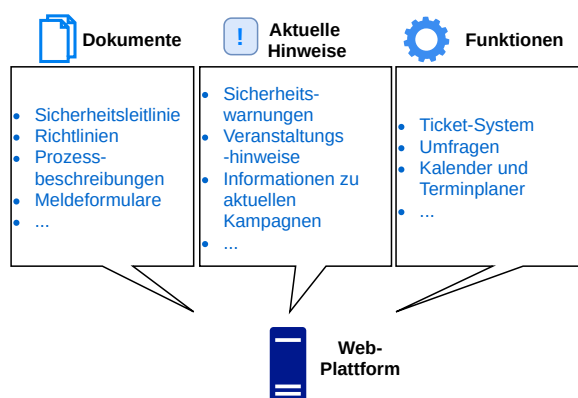 Dokumente
! Aktuelle
Hinweise
Funktionen
• Sicherheitsleitlinie
• Richtlinien
• Prozess-
beschreibungen
• Meldeformulare
• ...
• Sicherheits-
warnungen
• Veranstaltungs
-hinweise
• Informationen zu
aktuellen
Kampagnen
• ...
• Ticket-System
• Umfragen
• Kalender und
Terminplaner
• ...
Web-
Plattform